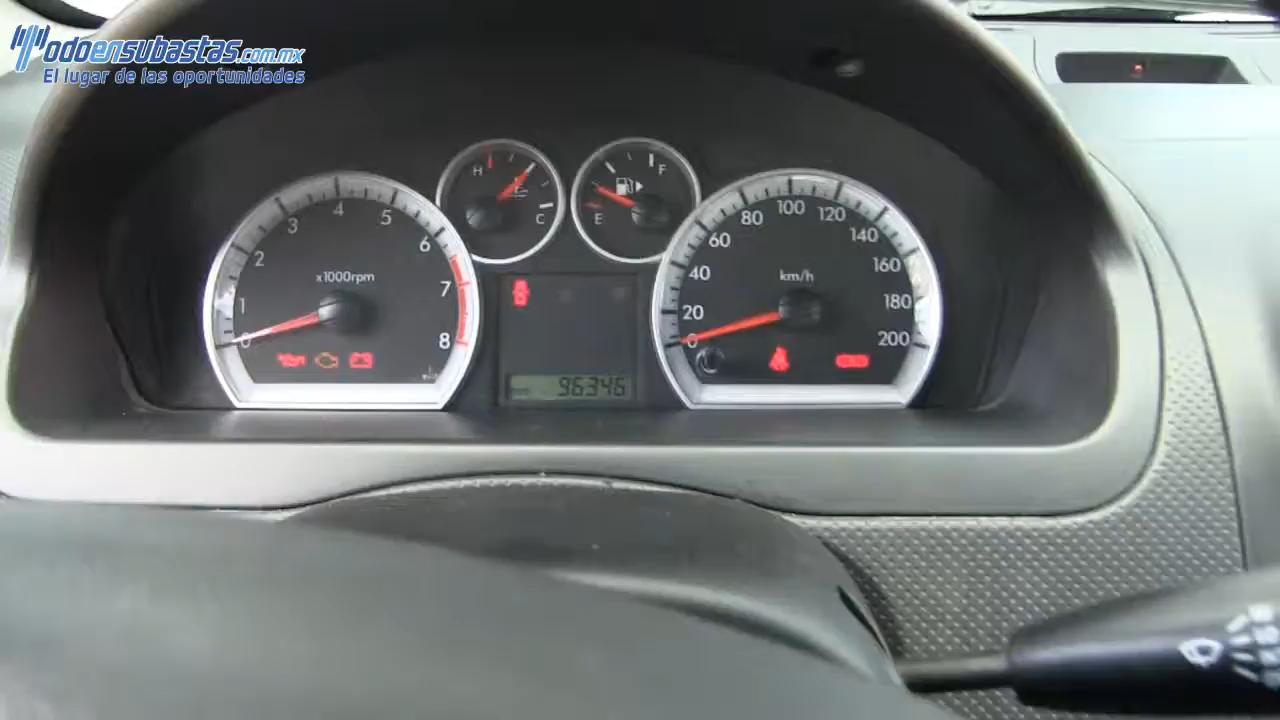 Todoensubastas.com.mx
El lugar de las oportunidades
H
C
F
E
0
1
2
3
4
5
6
7
8
x1000rpm
0
20
40
60
80
100
120
140
160
180
200
km/h
96346